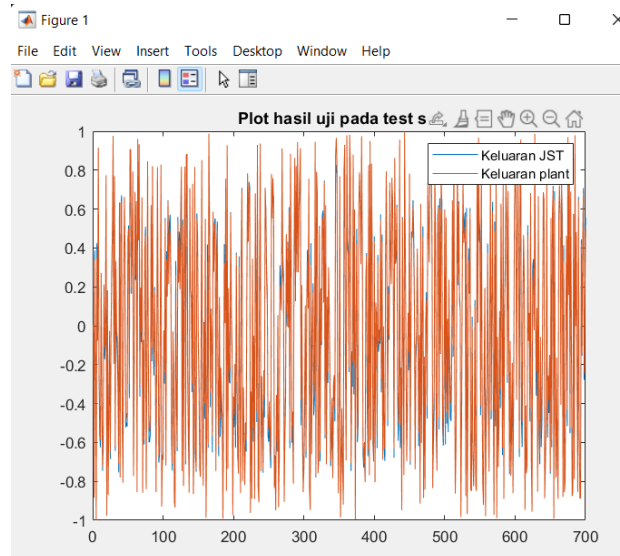 Figure 1
File Edit View Insert Tools Desktop Window Help
Plot hasil uji pada test s
Keluaran JST
Keluaran plant
1
0.8
0.6
0.4
0.2
0
-0.2
-0.4
-0.6
-0.8
-1
0 100 200 300 400 500 600 700